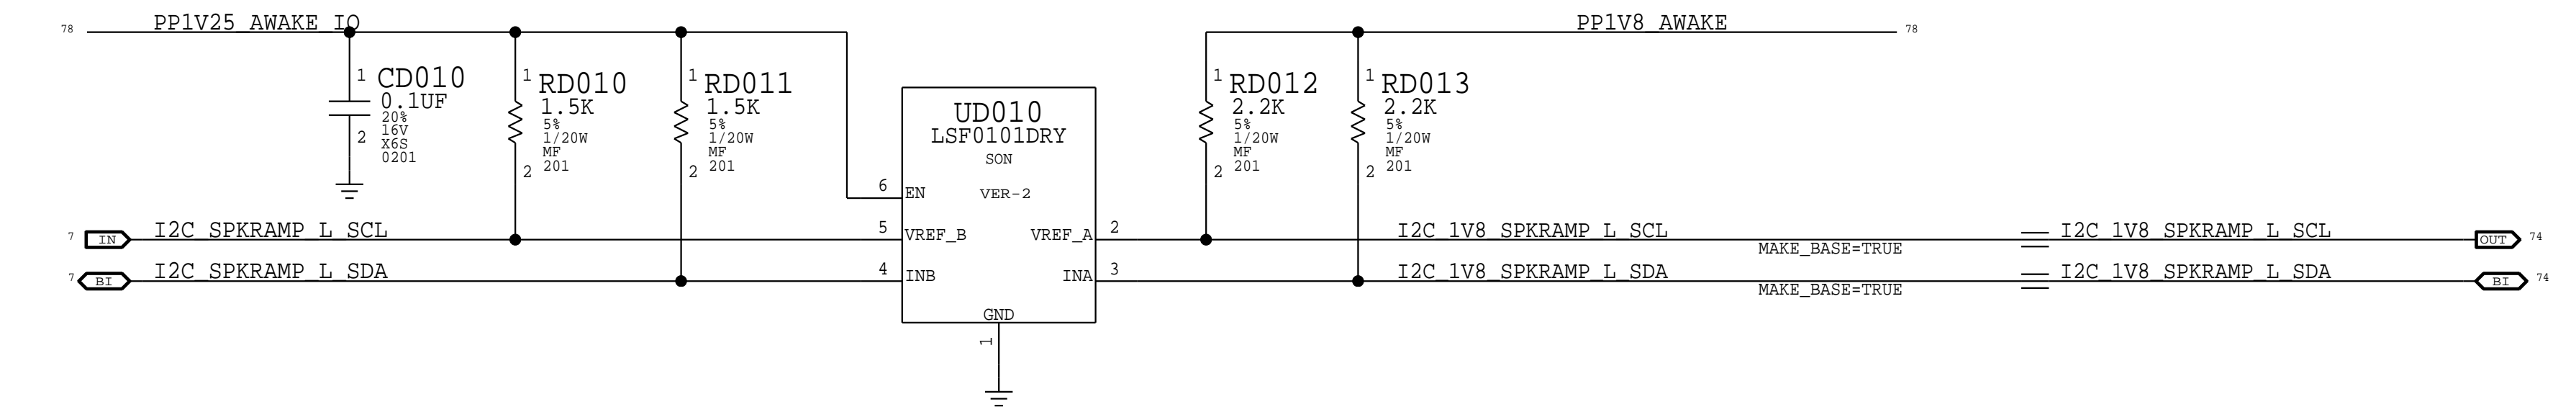 78
PP1V25_AWAKE_IO
PP1V8_AWAKE
78
1
CD010
0.1UF
20%
16V
X6S
0201
2
1
RD010
1.5K
5%
1/20W
MF
201
2
1
RD011
1.5K
5%
1/20W
MF
201
2
UD010
LSF0101DRY
SON
VER-2
6
EN
5
VREF_B
4
INB
VREF_A
2
INA
3
GND
1
1
RD012
2.2K
5%
1/20W
MF
201
2
1
RD013
2.2K
5%
1/20W
MF
201
2
7
IN
I2C_SPKRAMP_L_SCL
I2C_1V8_SPKRAMP_L_SCL
MAKE_BASE=TRUE
I2C_1V8_SPKRAMP_L_SCL
OUT
74
7
BI
I2C_SPKRAMP_L_SDA
I2C_1V8_SPKRAMP_L_SDA
MAKE_BASE=TRUE
I2C_1V8_SPKRAMP_L_SDA
BI
74